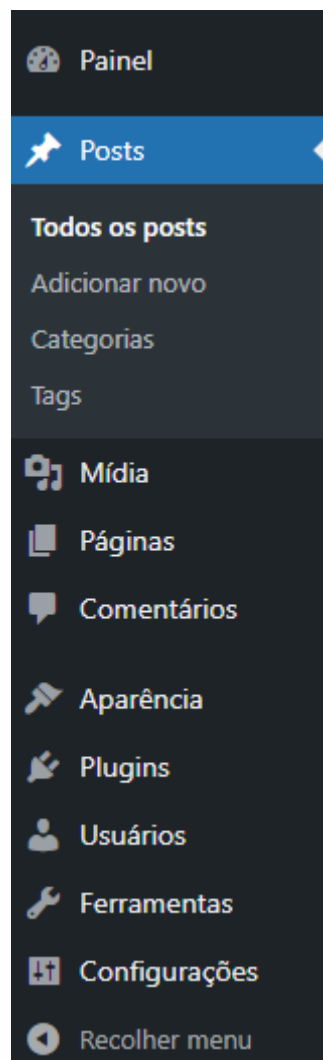 Painel
Posts
Todos os posts
Adicionar novo
Categorias
Tags
Mídia
Páginas
Comentários
Aparência
Plugins
Usuários
Ferramentas
Configurações
Recolher menu